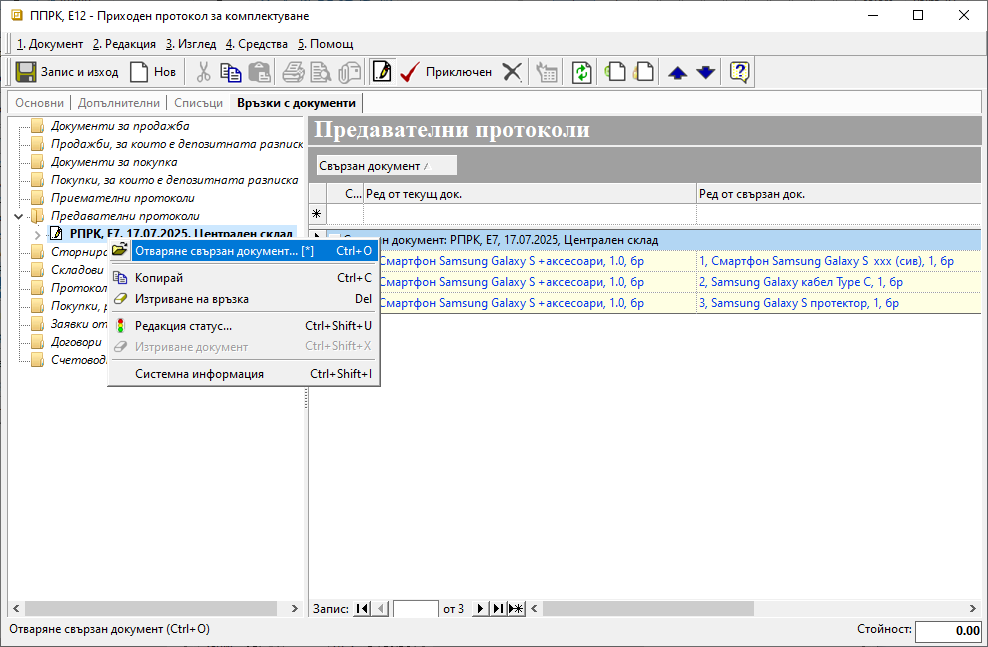 ППРК, Е12 - Приходен протокол за комплектуване
1. Документ 2. Редакция 3. Изглед 4. Средства 5. Помощ
Запис и изход Нов Приключен
Основни Допълнителни Списъци Връзки с документи
Документи за продажба
Продажби, за които е депозитната разписк
Документи за покупка
Покупки, за които е депозитната разписка
Приемателни протоколи
Предавателни протоколи
РПРК, Е7, 17.07.2025, Централен склад
Сторнира
Складови
Протокол
Покупки,
Заявки от
Договори
Счетовод
Отваряне свързан документ... [*] Ctrl+O
Копирай Ctrl+C
Изтриване на връзка Del
Редакция статус... Ctrl+Shift+U
Изтриване документ Ctrl+Shift+X
Системна информация Ctrl+Shift+I
Предавателни протоколи
Свързан документ
С... Ред от текущ док. Ред от свързан док.
н документ: РПРК, Е7, 17.07.2025, Централен склад
Смартфон Samsung Galaxy S +аксесоари, 1.0, бр 1, Смартфон Samsung Galaxy S xxx (сив), 1, бр
Смартфон Samsung Galaxy S +аксесоари, 1.0, бр 2, Samsung Galaxy кабел Type C, 1, бр
Смартфон Samsung Galaxy S +аксесоари, 1.0, бр 3, Samsung Galaxy S протектор, 1, бр
Запис: от 3
Отваряне свързан документ (Ctrl+O) Стойност: 0.00